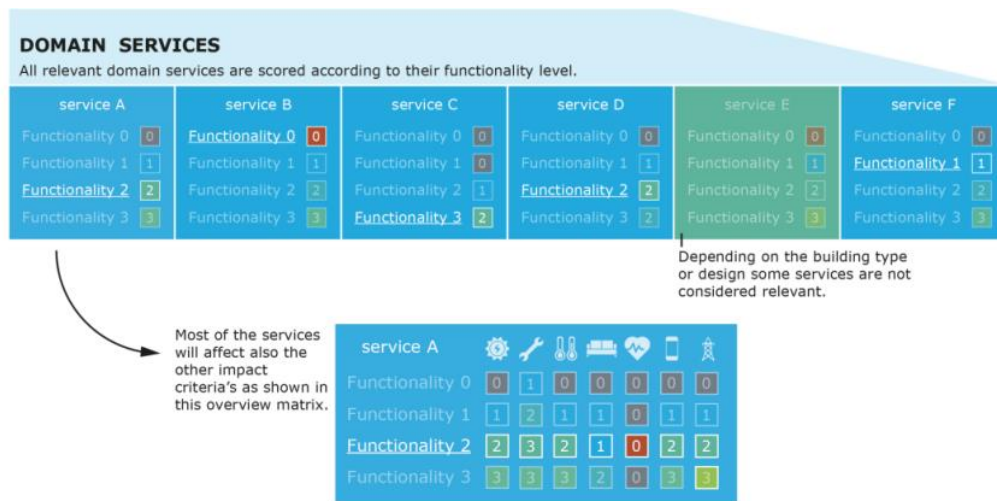 DOMAIN SERVICES
All relevant domain services are scored according to their functionality level.
service A
Functionality 0 0
Functionality 1 1
Functionality 2 2
Functionality 3 3
service B
Functionality 0 0
Functionality 1 1
Functionality 2 2
Functionality 3 3
service C
Functionality 0 0
Functionality 1 0
Functionality 2 1
Functionality 3 2
service D
Functionality 0 0
Functionality 1 1
Functionality 2 2
Functionality 3 2
service E
Functionality 0 0
Functionality 1 1
Functionality 2 2
Functionality 3 3
service F
Functionality 0 0
Functionality 1 1
Functionality 2 2
Functionality 3 3
Depending on the building type
or design some services are not
considered relevant.
Most of the services
will affect also the
other impact
criteria's as shown in
this overview matrix.
service A
Functionality 0 0 1 0 0 0 0 0
Functionality 1 1 2 1 1 0 1 1
Functionality 2 2 3 2 1 0 2 2
Functionality 3 3 3 3 2 0 3 3